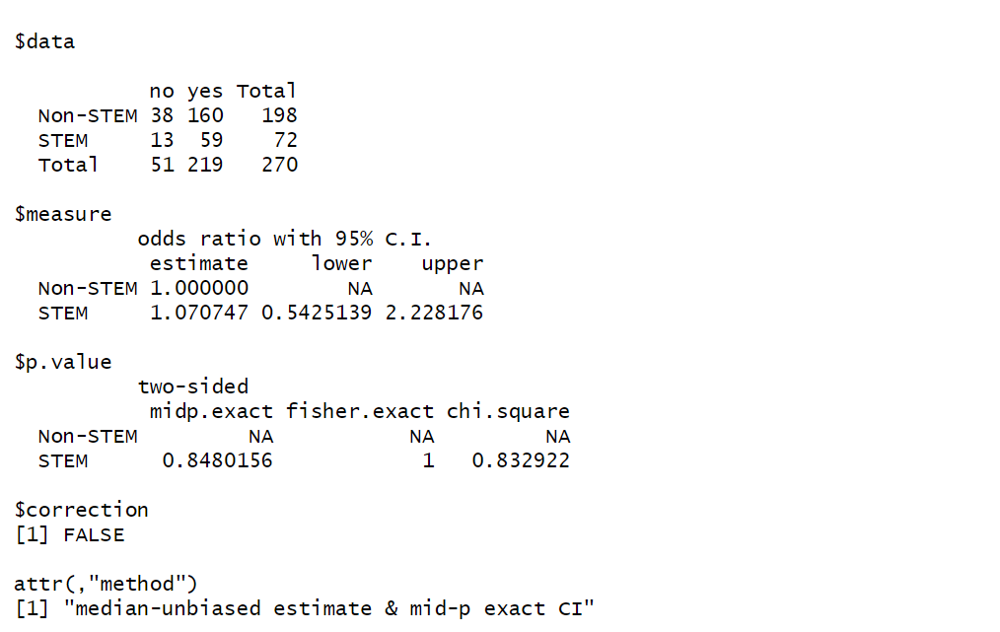 $data
no yes Total
Non-STEM 38 160 198
STEM 13 59 72
Total 51 219 270
$measure
odds ratio with 95% C.I.
estimate lower upper
Non-STEM 1.000000 NA NA
STEM 1.070747 0.5425139 2.228176
$p.value
two-sided
midp.exact fisher.exact chi.square
Non-STEM NA NA NA
STEM 0.8480156 1 0.832922
$correction
[1] FALSE
attr(,"method")
[1] "median-unbiased estimate & mid-p exact CI"